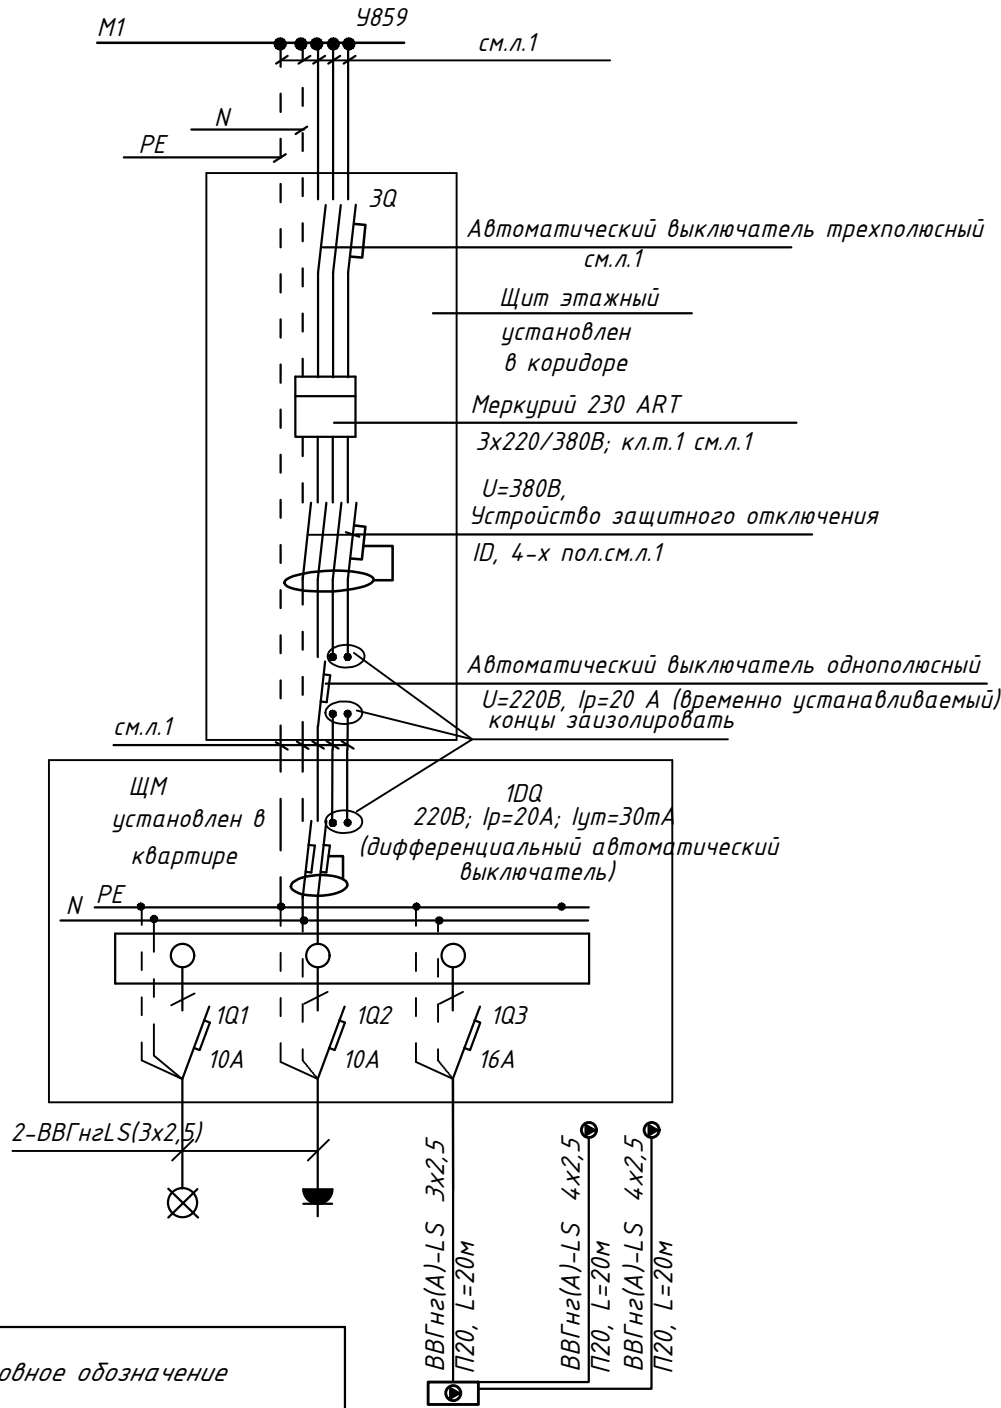 М1
У859
см.л.1
N
PE
3Q
Автоматический выключатель трехполюсный
см.л.1
Щит этажный
установлен
в коридоре
Меркурий 230 ART
3х220/380В; кл.т.1 см.л.1
U=380В,
Устройство защитного отключения
ID, 4-х пол.см.л.1
Автоматический выключатель однополюсный
U=220В, Iр=20 А (временно устанавливаемый)
концы заизолировать
см.л.1
ЩМ
установлен в
квартире
1DQ
220В; Iр=20А; Iут=30mA
(дифференциальный автоматический
выключатель)
PE
N
1Q1
10А
1Q2
10А
1Q3
16А
2-ВВГнгLS(3х2,5)
ВВГнг(А)-LS 3х2,5
П20, L=20м
ВВГнг(А)-LS 4х2,5
П20, L=20м
ВВГнг(А)-LS 4х2,5
П20, L=20м
овное обозначение